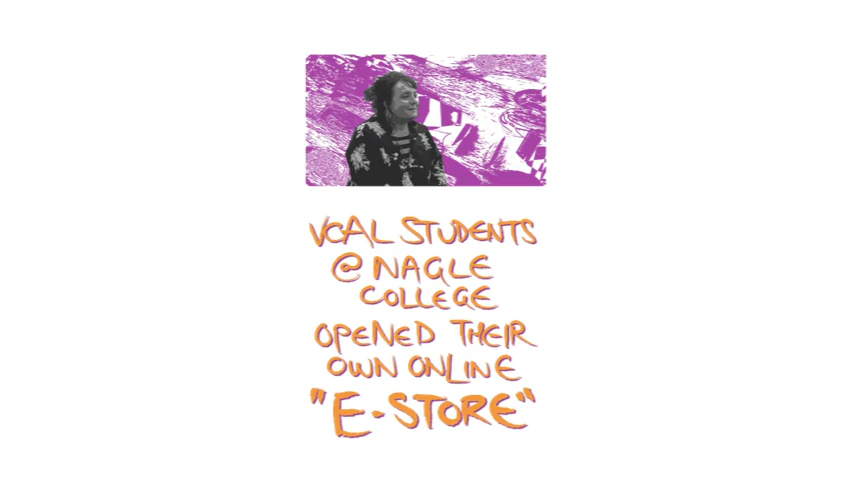 VCAL STUDENTS
@ NAGLE
COLLEGE
OPENED THEIR
OWN ONLINE
"E-STORE"